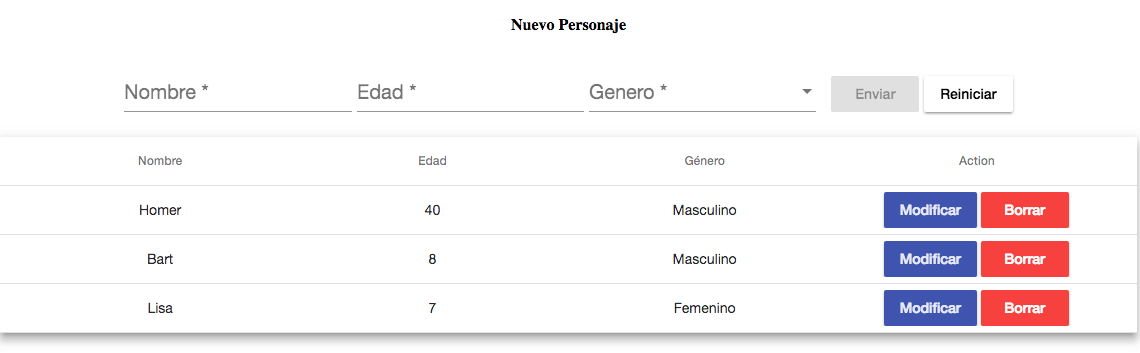 Nuevo Personaje
Nombre * Edad * Genero * Enviar Reiniciar
Nombre Edad Género Action
Homer 40 Masculino Modificar Borrar
Bart 8 Masculino Modificar Borrar
Lisa 7 Femenino Modificar Borrar